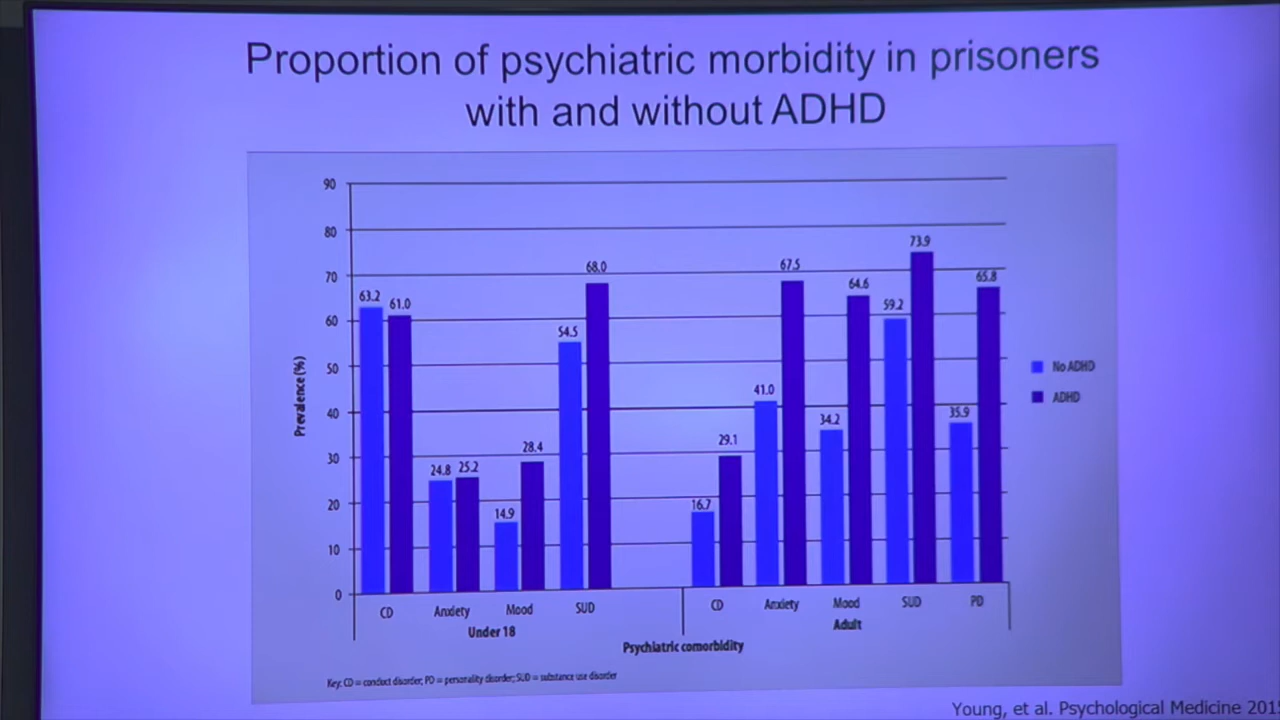 Proportion of psychiatric morbidity in prisoners
with and without ADHD
90
80
70
60
50
40
30
20
10
0
Prevalence (%)
63.2
61.0
24.8
25.2
14.9
28.4
54.5
68.0
16.7
29.1
41.0
67.5
34.2
64.6
59.2
73.9
35.9
65.8
No ADHD
ADHD
CD Anxiety Mood SUD
CD Anxiety Mood SUD PD
Under 18
Adult
Psychiatric comorbidity
Key: CD = conduct disorder; PD = personality disorder; SUD = substance use disorder
Young, et al. Psychological Medicine